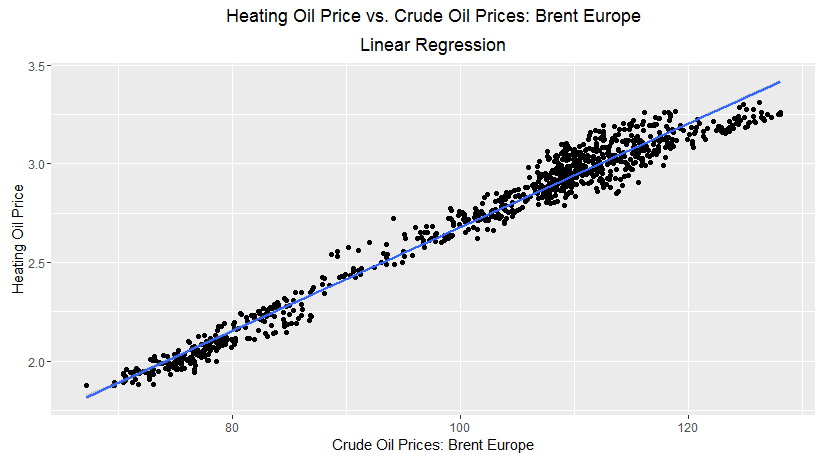 Heating Oil Price vs. Crude Oil Prices: Brent Europe
Linear Regression
3.5
3.0
2.5
2.0
Heating Oil Price
80
100
120
Crude Oil Prices: Brent Europe